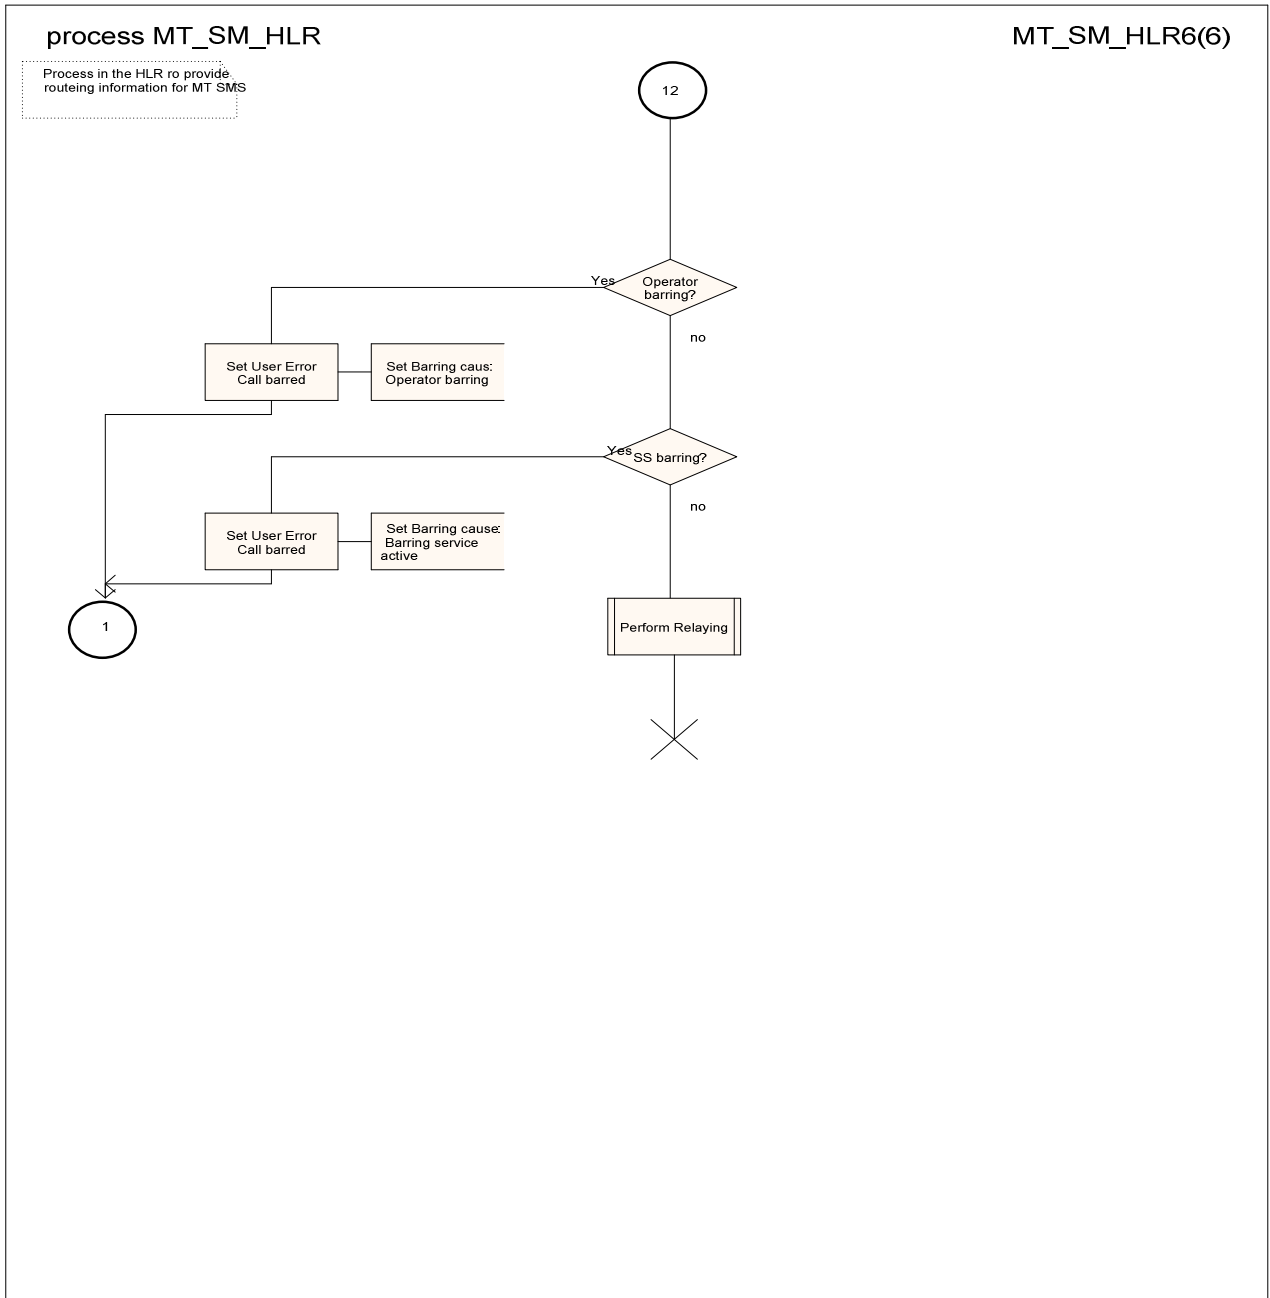 process MT_SM_HLR
MT_SM_HLR6(6)
Process in the HLR ro provide
routeing information for MT SMS
12
Yes
Operator
barring?
no
Set User Error
Call barred
Set Barring caus:
Operator barring
Yes
SS barring?
no
Set User Error
Call barred
Set Barring cause:
Barring service
active
1
Perform Relaying